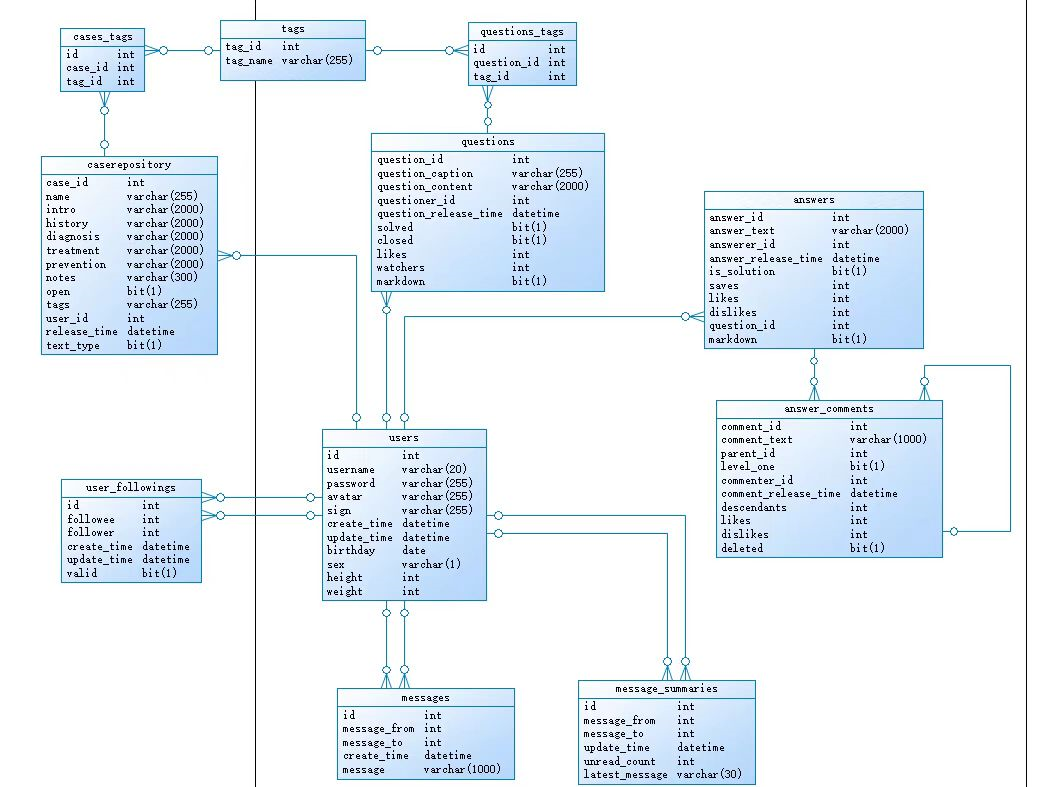 cases_tags
id int
case_id int
tag_id int
tags
tag_id int
tag_name varchar(255)
questions_tags
id int
question_id int
tag_id int
caserepository
case_id int
name varchar(255)
intro varchar(2000)
history varchar(2000)
diagnosis varchar(2000)
treatment varchar(2000)
prevention varchar(2000)
notes varchar(300)
open bit(1)
tags varchar(255)
user_id int
release_time datetime
text_type bit(1)
questions
question_id int
question_caption varchar(255)
question_content varchar(2000)
questioner_id int
question_release_time datetime
solved bit(1)
closed bit(1)
likes int
watchers int
markdown bit(1)
answers
answer_id int
answer_text varchar(2000)
answerer_id int
answer_release_time datetime
is_solution bit(1)
saves int
likes int
dislikes int
question_id int
markdown bit(1)
answer_comments
comment_id int
comment_text varchar(1000)
parent_id int
level_one bit(1)
commenter_id int
comment_release_time datetime
descendants int
likes int
dislikes int
deleted bit(1)
users
id int
username varchar(20)
password varchar(255)
avatar varchar(255)
sign varchar(255)
create_time datetime
update_time datetime
birthday date
sex varchar(1)
height int
weight int
user_followings
id int
followee int
follower int
create_time datetime
update_time datetime
valid bit(1)
messages
id int
message_from int
message_to int
create_time datetime
message varchar(1000)
message_summaries
id int
message_from int
message_to int
update_time datetime
unread_count int
latest_message varchar(30)